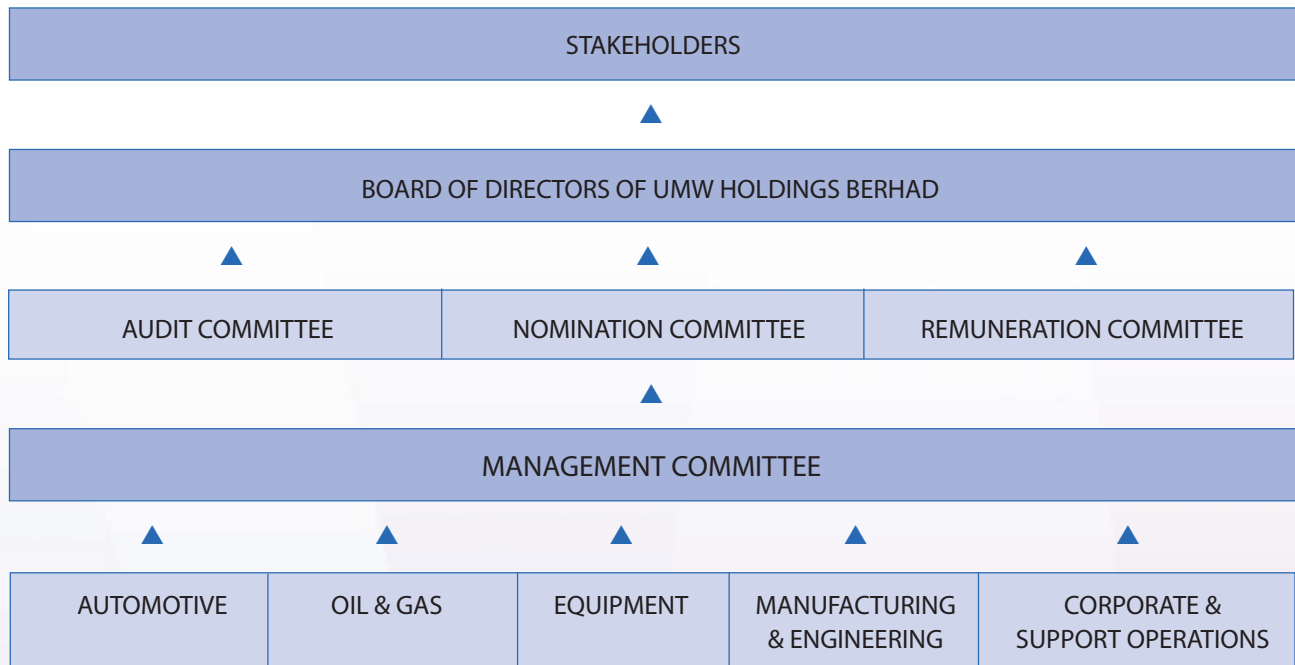 STAKEHOLDERS
BOARD OF DIRECTORS OF UMW HOLDINGS BERHAD
AUDIT COMMITTEE
NOMINATION COMMITTEE
REMUNERATION COMMITTEE
MANAGEMENT COMMITTEE
AUTOMOTIVE
OIL & GAS
EQUIPMENT
MANUFACTURING
& ENGINEERING
CORPORATE &
SUPPORT OPERATIONS